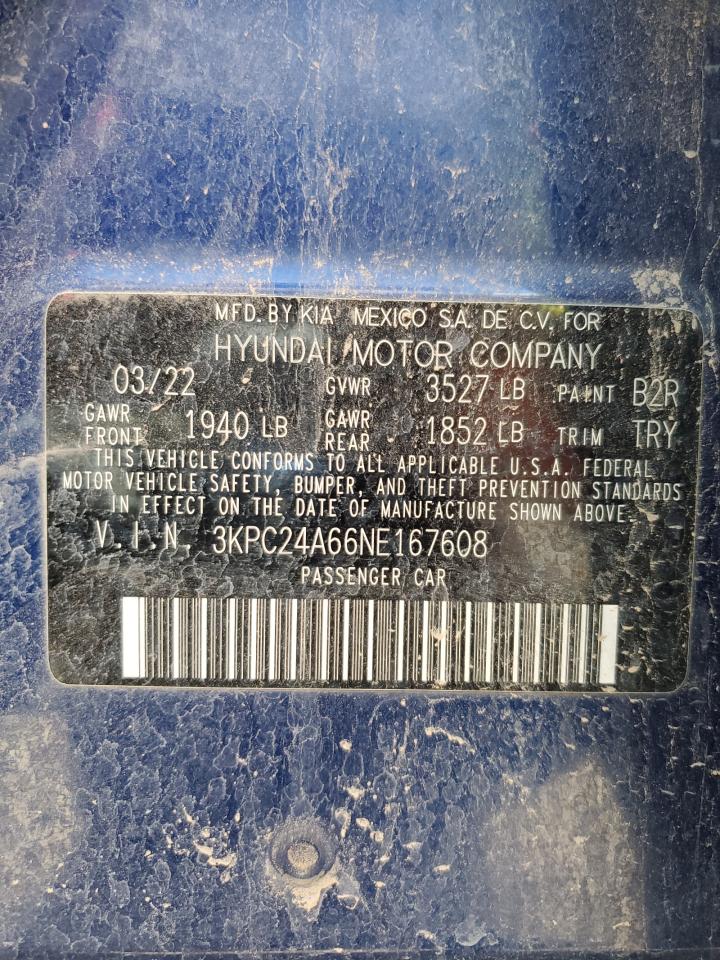 MFD. BY KIA MEXICO S.A. DE C.V. FOR
HYUNDAI MOTOR COMPANY
03/22 GVWR 3527 LB PAINT B2R
GAWR FRONT 1940 LB GAWR REAR 1852 LB TRIM TRY
THIS VEHICLE CONFORMS TO ALL APPLICABLE U.S.A. FEDERAL
MOTOR VEHICLE SAFETY, BUMPER, AND THEFT PREVENTION STANDARDS
IN EFFECT ON THE DATE OF MANUFACTURE SHOWN ABOVE.
V.I.N. 3KPC24A66NE167608
PASSENGER CAR